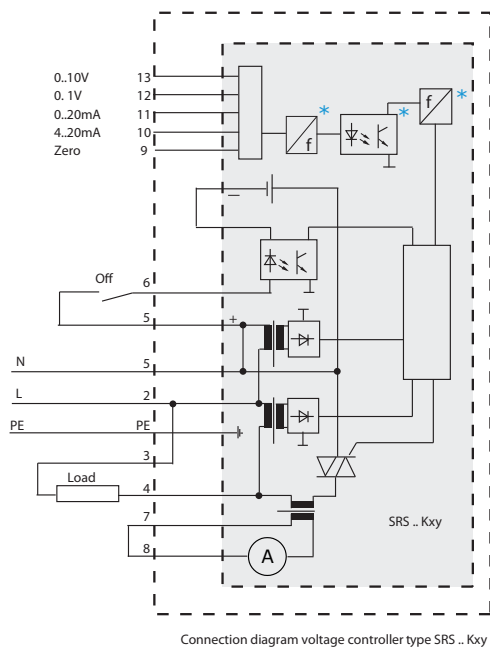 0..10V 13
0. 1V 12
0..20mA 11
4..20mA 10
Zero 9
* * *
f f
–
Off 6
5 +
N 5
L 2
PE PE
3
Load 4
7
8 A
SRS .. Kxy
Connection diagram voltage controller type SRS .. Kxy